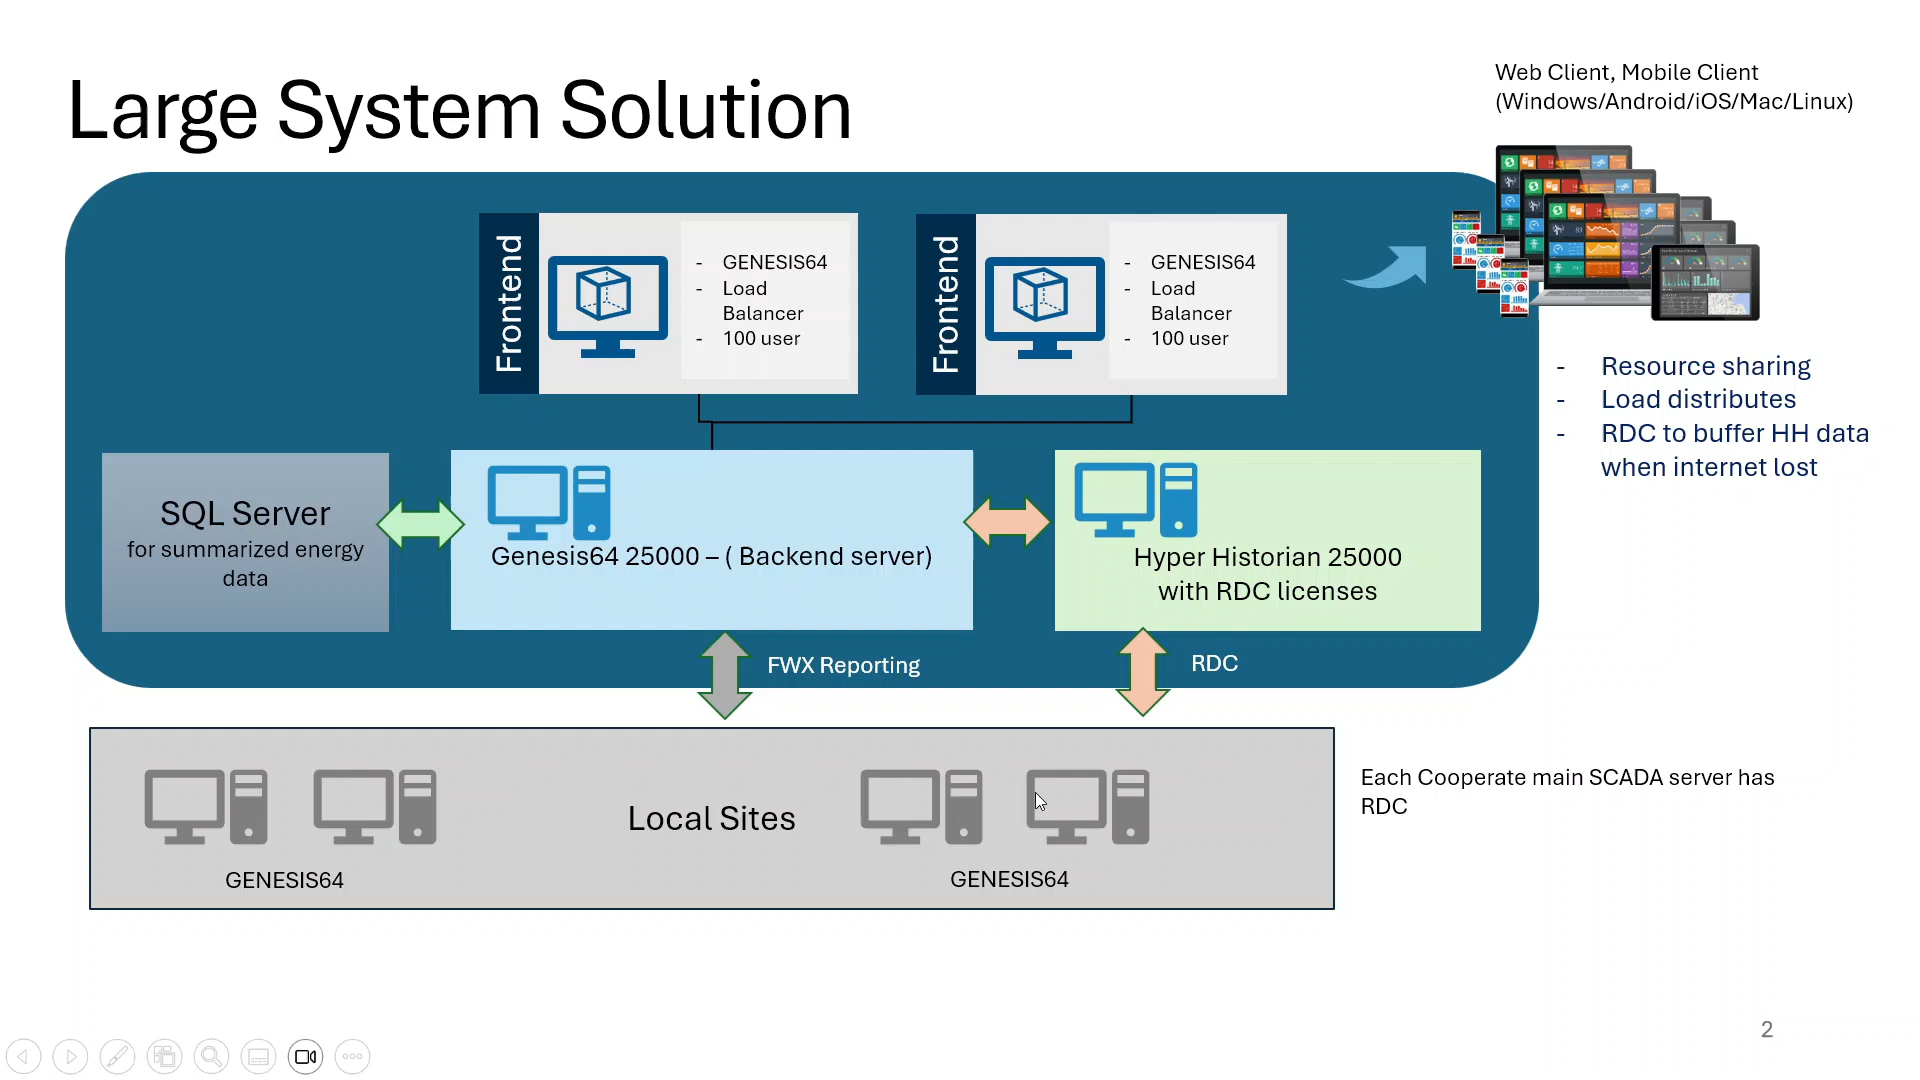 Large System Solution
Web Client, Mobile Client
(Windows/Android/iOS/Mac/Linux)
Frontend
- GENESIS64
- Load
Balancer
- 100 user
Frontend
- GENESIS64
- Load
Balancer
- 100 user
- Resource sharing
- Load distributes
- RDC to buffer HH data
when internet lost
SQL Server
for summarized energy
data
Genesis64 25000 – ( Backend server)
Hyper Historian 25000
with RDC licenses
FWX Reporting
RDC
Local Sites
GENESIS64
GENESIS64
Each Cooperate main SCADA server has
RDC
2